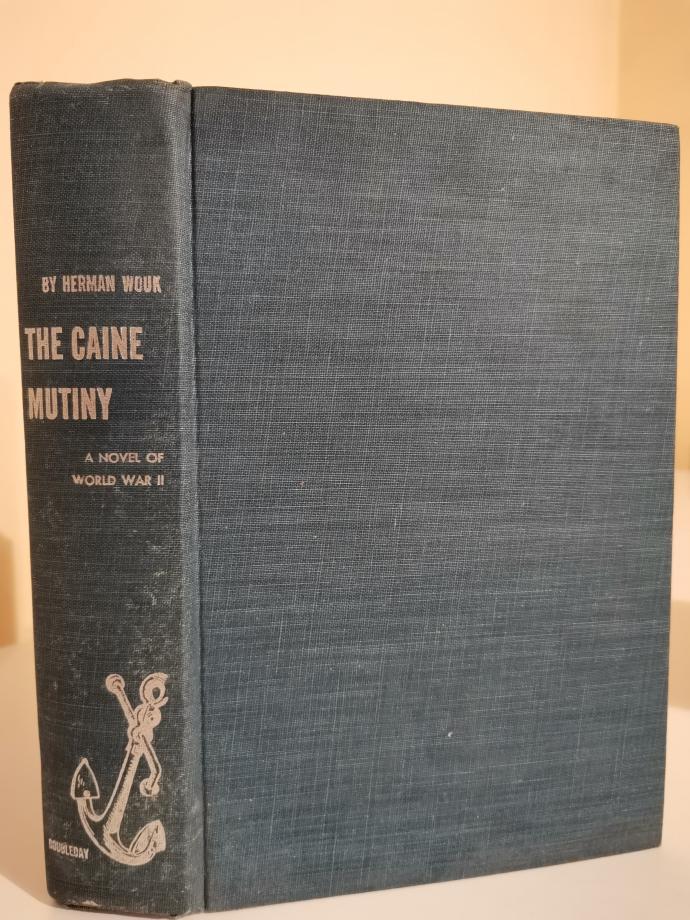 BY HERMAN WOUK
THE CAINE
MUTINY
A NOVEL OF
WORLD WAR II
DOUBLEDAY